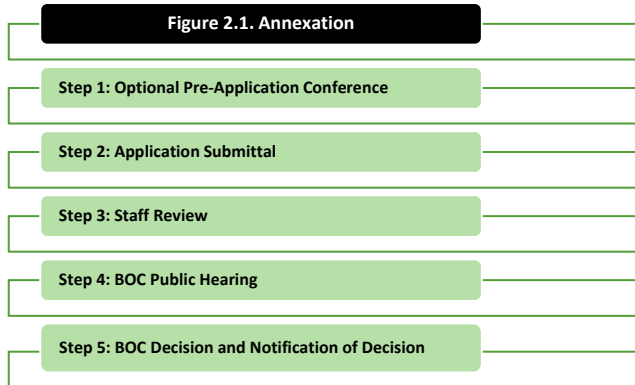 Figure 2.1. Annexation
Step 1: Optional Pre-Application Conference
Step 2: Application Submittal
Step 3: Staff Review
Step 4: BOC Public Hearing
Step 5: BOC Decision and Notification of Decision